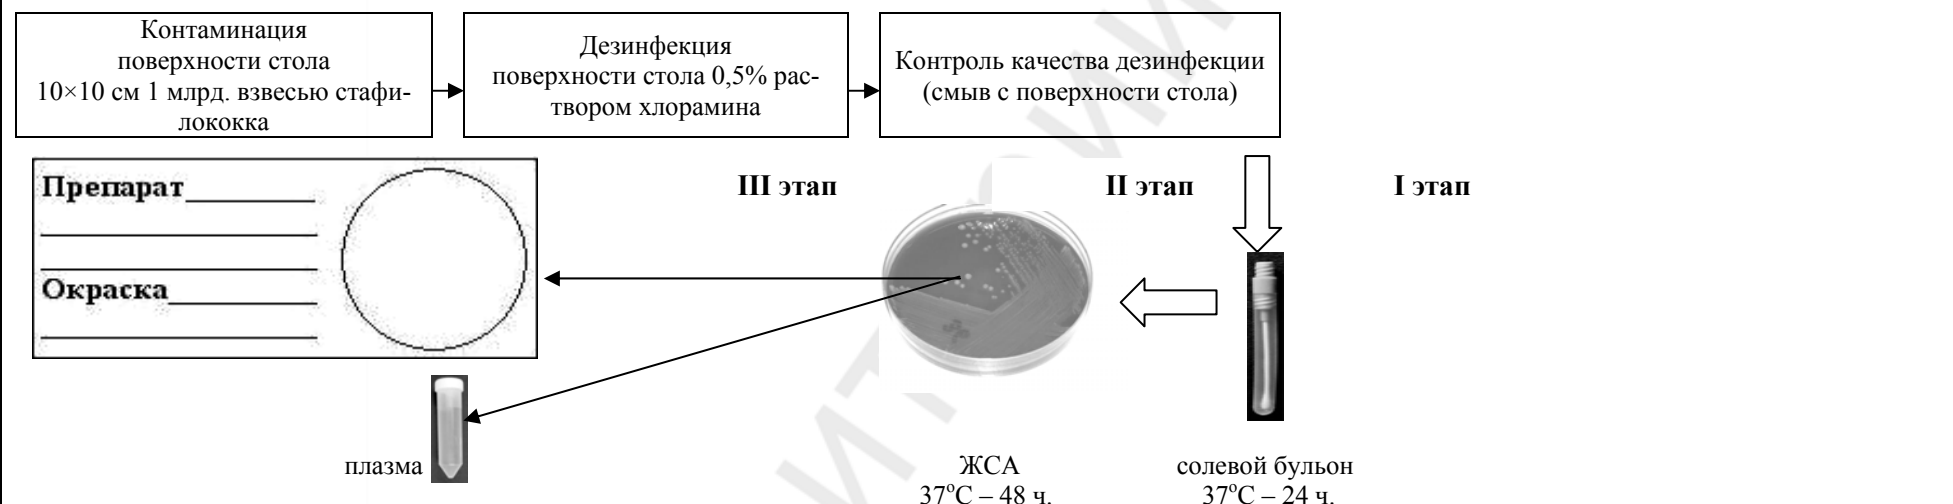 Контаминация
поверхности стола
10×10 см 1 млрд. взвесью стафи-
лококка
Дезинфекция
поверхности стола 0,5% рас-
твором хлорамина
Контроль качества дезинфекции
(смыв с поверхности стола)
Препарат
Окраска
III этап
II этап
I этап
плазма
ЖСА
37°С – 48 ч.
солевой бульон
37°С – 24 ч.